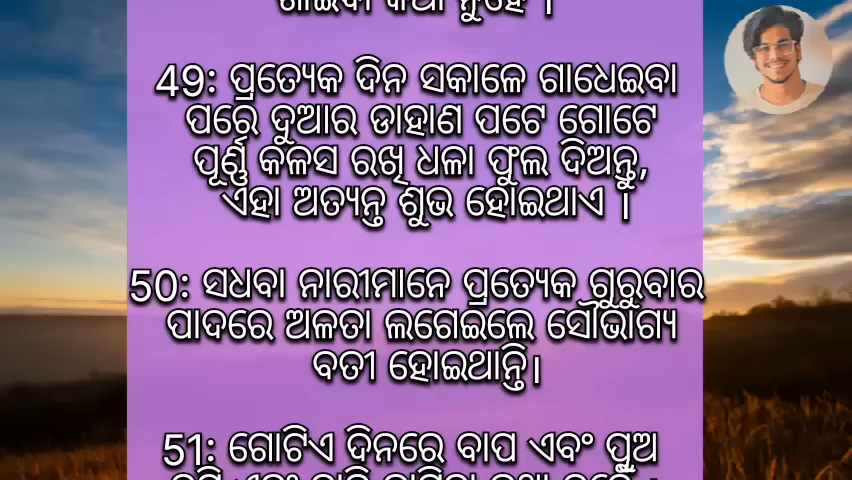 49: ପ୍ରତ୍ୟେକ ଦିନ ସକାଳେ ଗାଧେଇବା
ପରେ ଦୁଆର ଡାହାଣ ପଟେ ଗୋଟେ
ପୂର୍ଣ୍ଣ କଳସ ରଖି ଧଳା ଫୁଲ ଦିଅନ୍ତୁ,
ଏହା ଅତ୍ୟନ୍ତ ଶୁଭ ହୋଇଥାଏ ।
50: ସଧବା ନାରୀମାନେ ପ୍ରତ୍ୟେକ ଗୁରୁବାର
ପାଦରେ ଅଳତା ଲଗେଇଲେ ସୌଭାଗ୍ୟ
ବତୀ ହୋଇଥାନ୍ତି।
51: ଗୋଟିଏ ଦିନରେ ବାପ ଏବଂ ପୁଅ